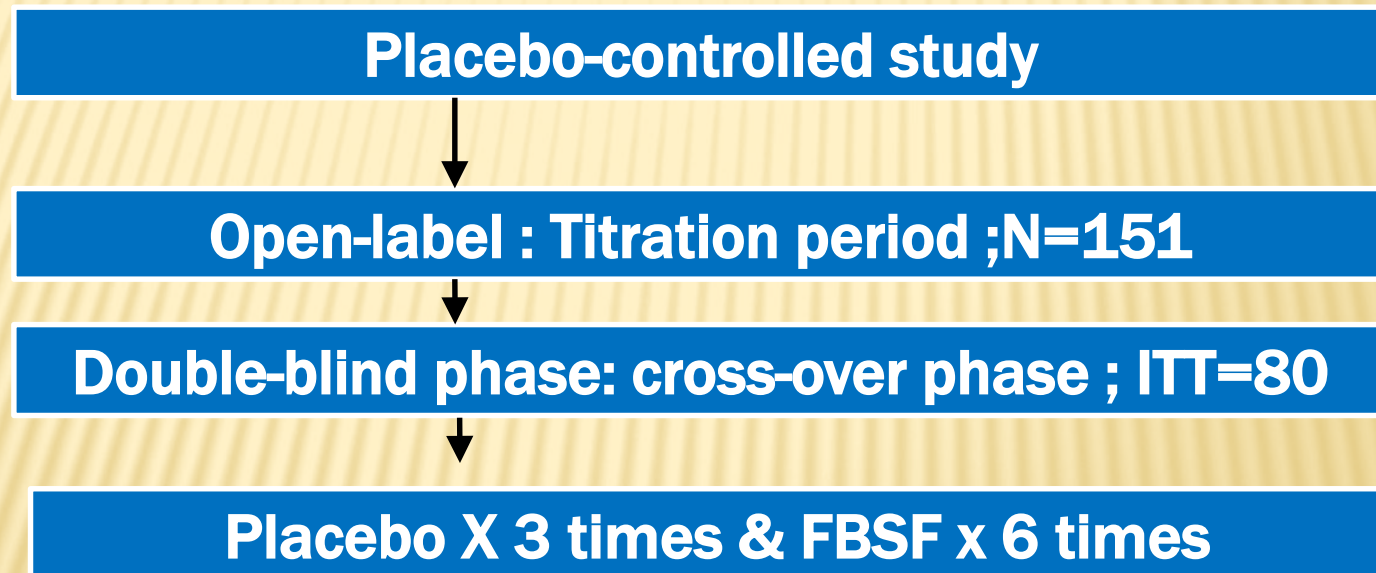 Placebo-controlled study
Open-label : Titration period ;N=151
Double-blind phase: cross-over phase ; ITT=80
Placebo X 3 times & FBSF x 6 times